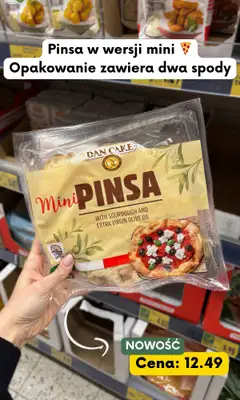 Pinsa w wersji mini 🍕
Opakowanie zawiera dwa spody
DAN CAKE
Mini PINSA
WITH SOURDOUGH AND
EXTRA VIRGIN OLIVE OIL
NOWOŚĆ
Cena: 12.49